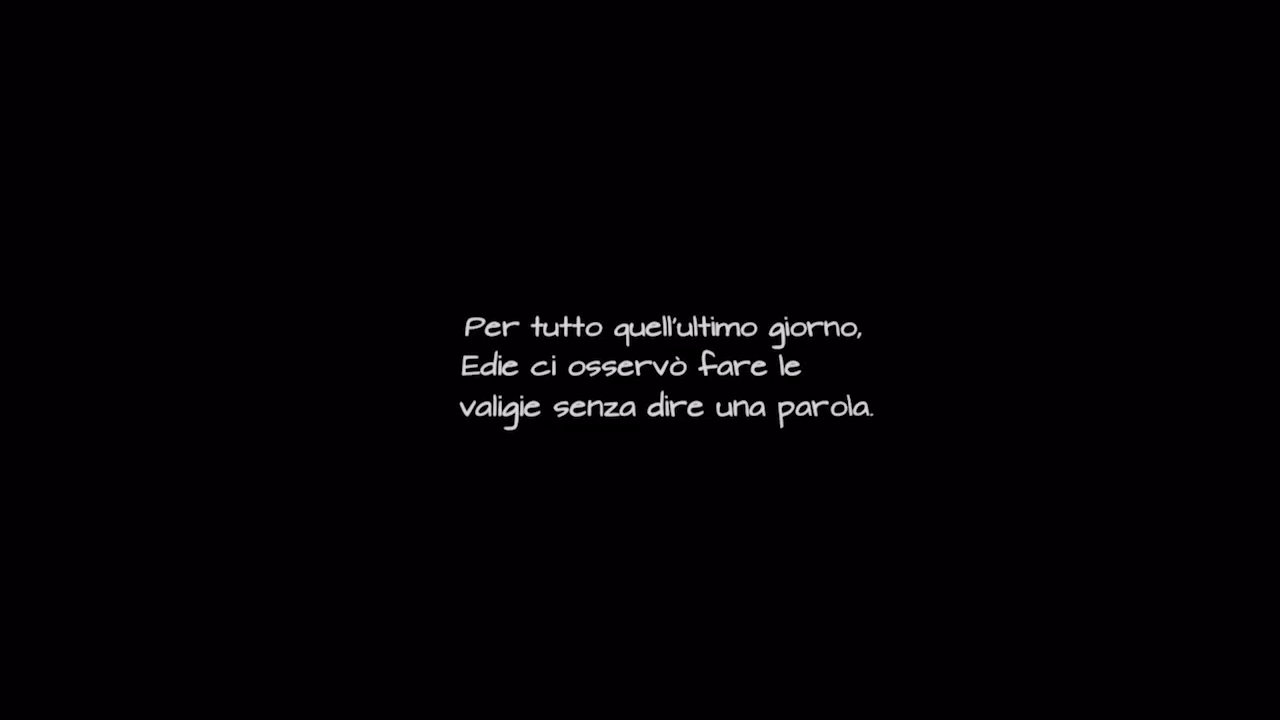 Per tutto quell'ultimo giorno,
Edie ci osservò fare le
valigie senza dire una parola.